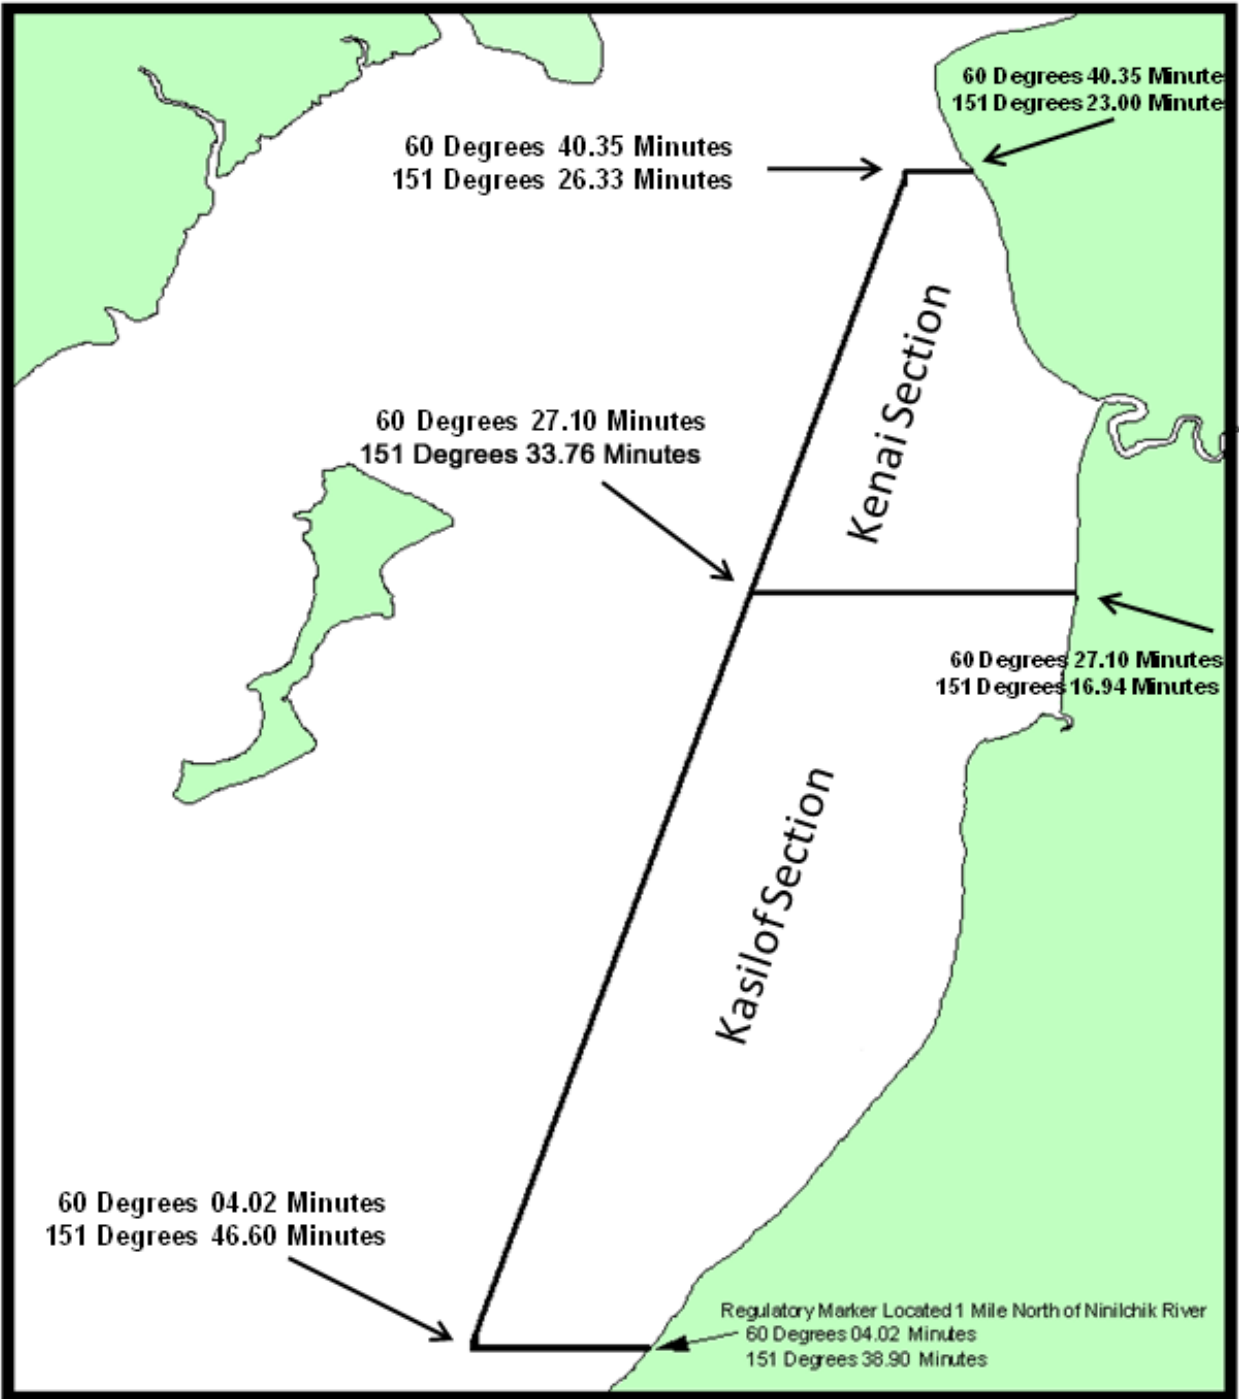 60 Degrees 40.35 Minute
151 Degrees 23.00 Minute
60 Degrees 40.35 Minutes
151 Degrees 26.33 Minutes
Kenai Section
60 Degrees 27.10 Minutes
151 Degrees 33.76 Minutes
60 Degrees 27.10 Minutes
151 Degrees 16.94 Minutes
Kasilof Section
60 Degrees 04.02 Minutes
151 Degrees 46.60 Minutes
Regulatory Marker Located 1 Mile North of Ninilchik River
60 Degrees 04.02 Minutes
151 Degrees 38.90 Minutes